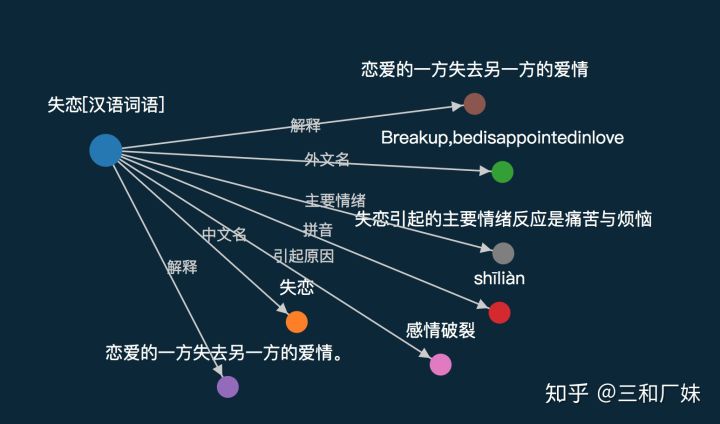 恋爱的一方失去另一方的爱情
失恋[汉语词语]
解释
Breakup,bedisappointedinlove
外文名
主要情绪
失恋引起的主要情绪反应是痛苦与烦恼
拼音
中文名
引起原因
解释
shīliàn
失恋
感情破裂
恋爱的一方失去另一方的爱情。
知乎 @三和厂妹